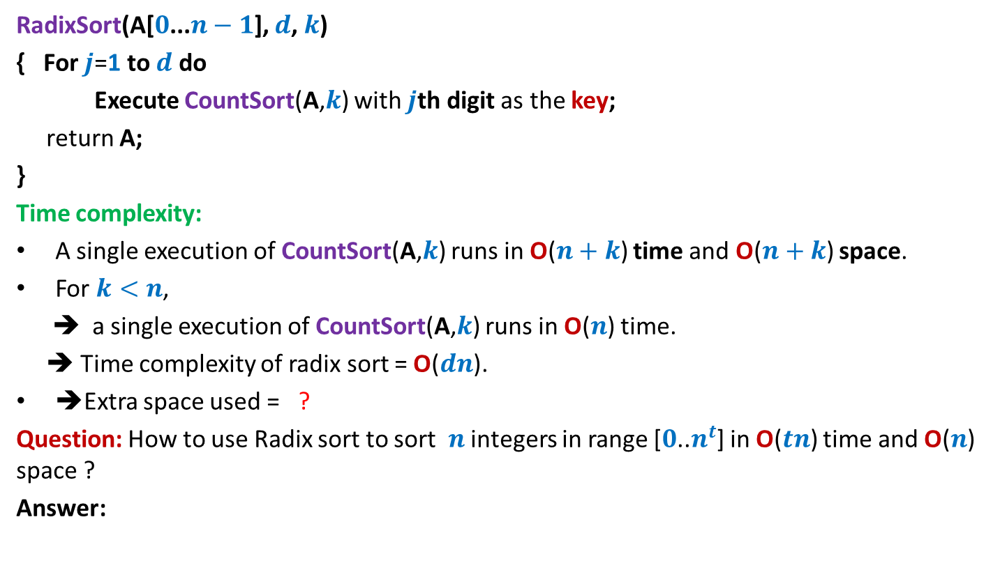 RadixSort(A[0...n − 1], d, k)
{ For j=1 to d do
Execute CountSort(A,k) with jth digit as the key;
return A;
}
Time complexity:
• A single execution of CountSort(A,k) runs in O(n + k) time and O(n + k) space.
• For k < n,
➔ a single execution of CountSort(A,k) runs in O(n) time.
➔ Time complexity of radix sort = O(dn).
• ➔Extra space used = ?
Question: How to use Radix sort to sort n integers in range [0..nᵗ] in O(tn) time and O(n)
space ?
Answer: